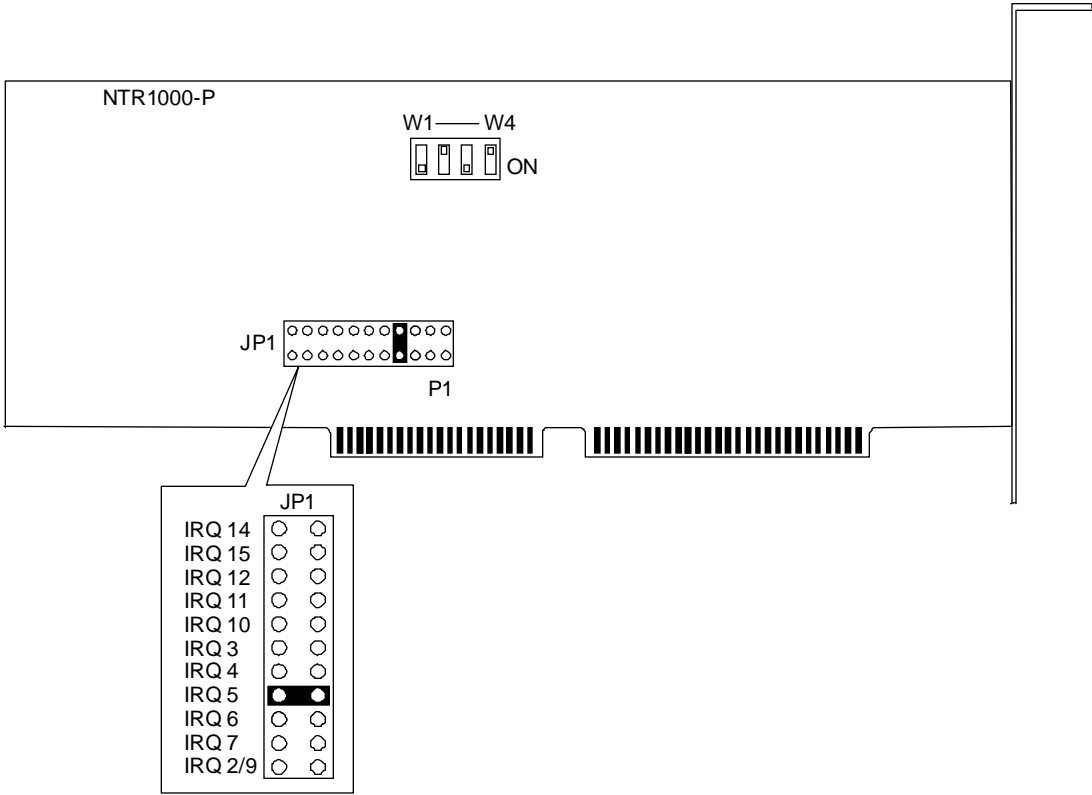 NTR1000-P
W1 W4
ON
JP1
P1
JP1
IRQ 14
IRQ 15
IRQ 12
IRQ 11
IRQ 10
IRQ 3
IRQ 4
IRQ 5
IRQ 6
IRQ 7
IRQ 2/9